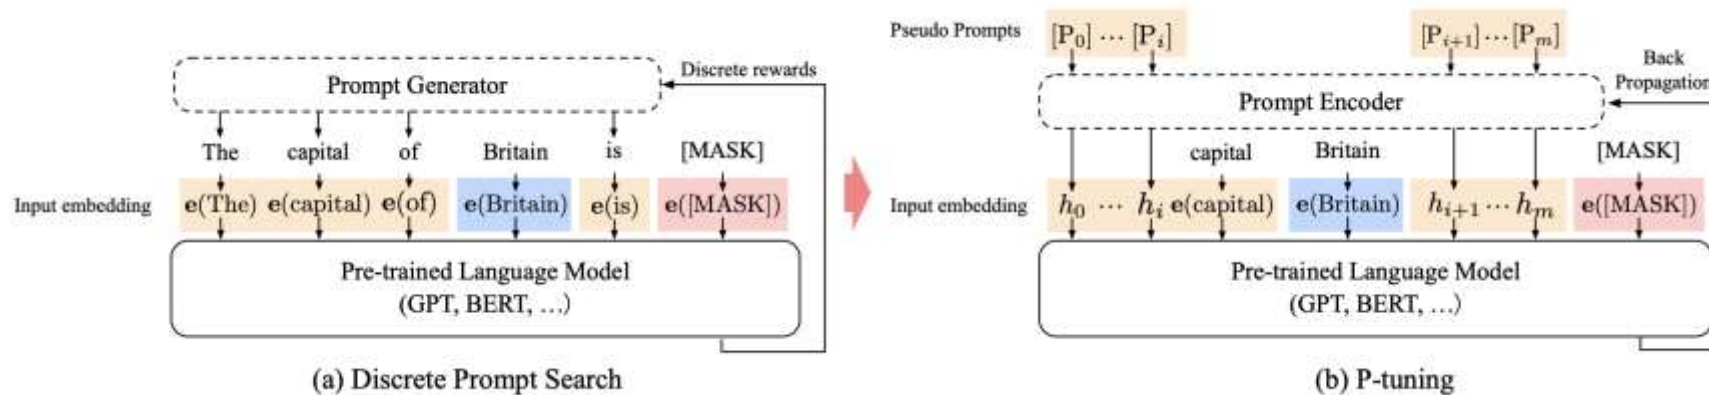 Prompt Generator
Discrete rewards
The capital of Britain is [MASK]
Input embedding e(The) e(capital) e(of) e(Britain) e(is) e([MASK])
Pre-trained Language Model
(GPT, BERT, …)
(a) Discrete Prompt Search
Pseudo Prompts [P₀] ⋯ [Pᵢ] [Pᵢ₊₁] ⋯ [Pₘ]
Back
Propagation
Prompt Encoder
capital Britain [MASK]
Input embedding h₀ ⋯ hᵢ e(capital) e(Britain) hᵢ₊₁ ⋯ hₘ e([MASK])
Pre-trained Language Model
(GPT, BERT, …)
(b) P-tuning